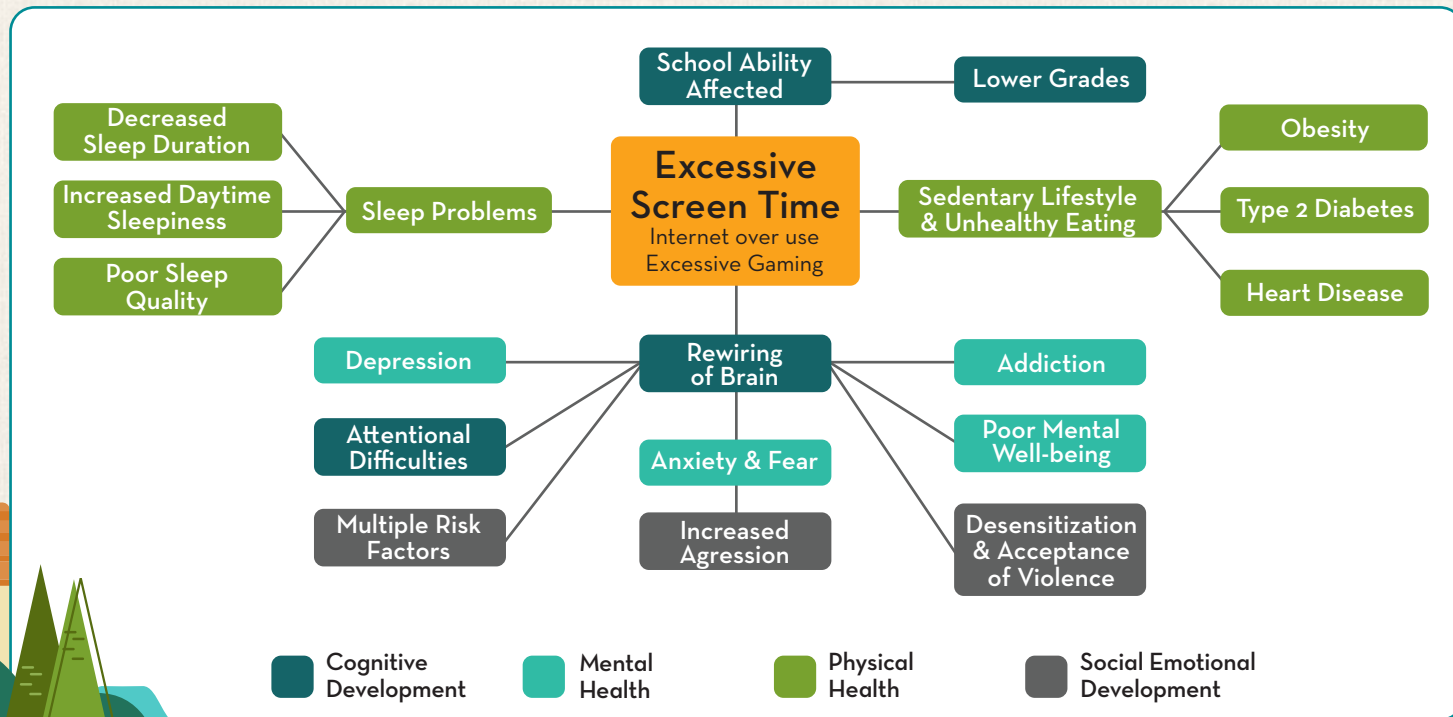 School Ability
Affected
Lower Grades
Decreased
Sleep Duration
Increased Daytime
Sleepiness
Poor Sleep
Quality
Sleep Problems
Excessive
Screen Time
Internet over use
Excessive Gaming
Sedentary Lifestyle
& Unhealthy Eating
Obesity
Type 2 Diabetes
Heart Disease
Rewiring
of Brain
Depression
Attentional
Difficulties
Multiple Risk
Factors
Anxiety & Fear
Increased
Agression
Addiction
Poor Mental
Well-being
Desensitization
& Acceptance
of Violence
Cognitive
Development
Mental
Health
Physical
Health
Social Emotional
Development